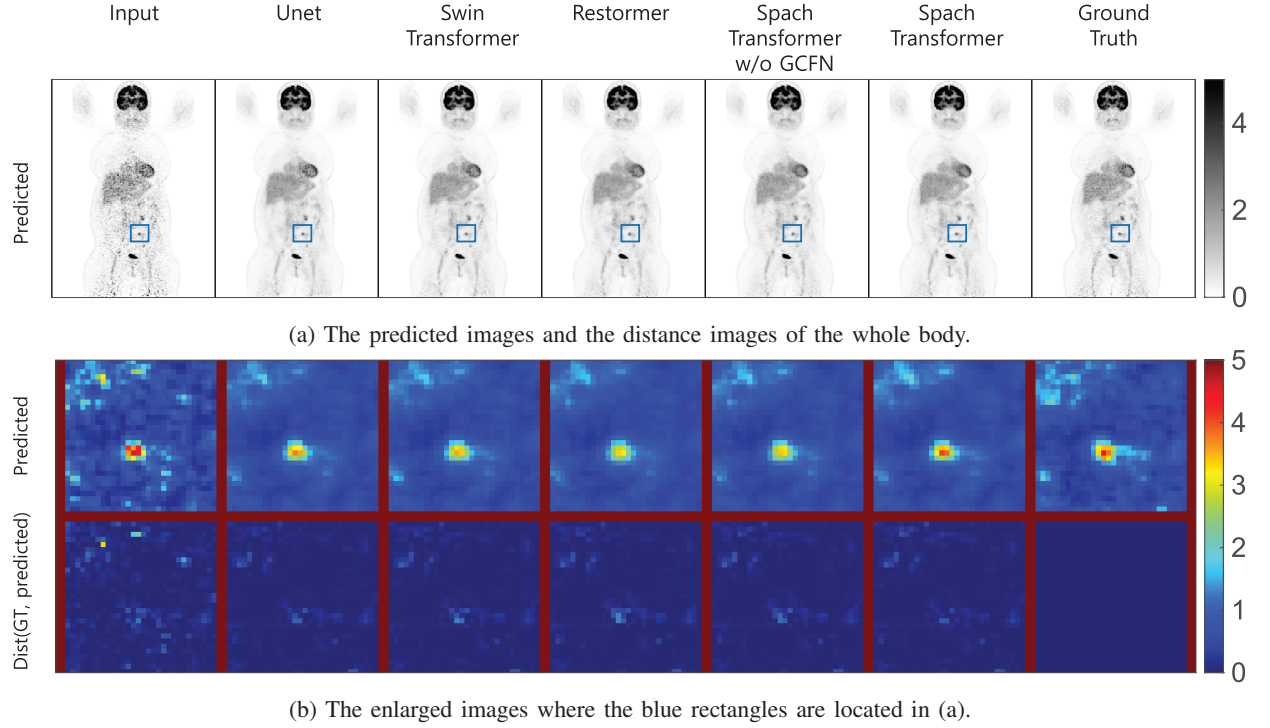 Input Unet Swin Transformer Restormer Spach Transformer w/o GCFN Spach Transformer Ground Truth
Predicted
4
2
0
(a) The predicted images and the distance images of the whole body.
Predicted
Dist(GT, predicted)
5
4
3
2
1
0
(b) The enlarged images where the blue rectangles are located in (a).